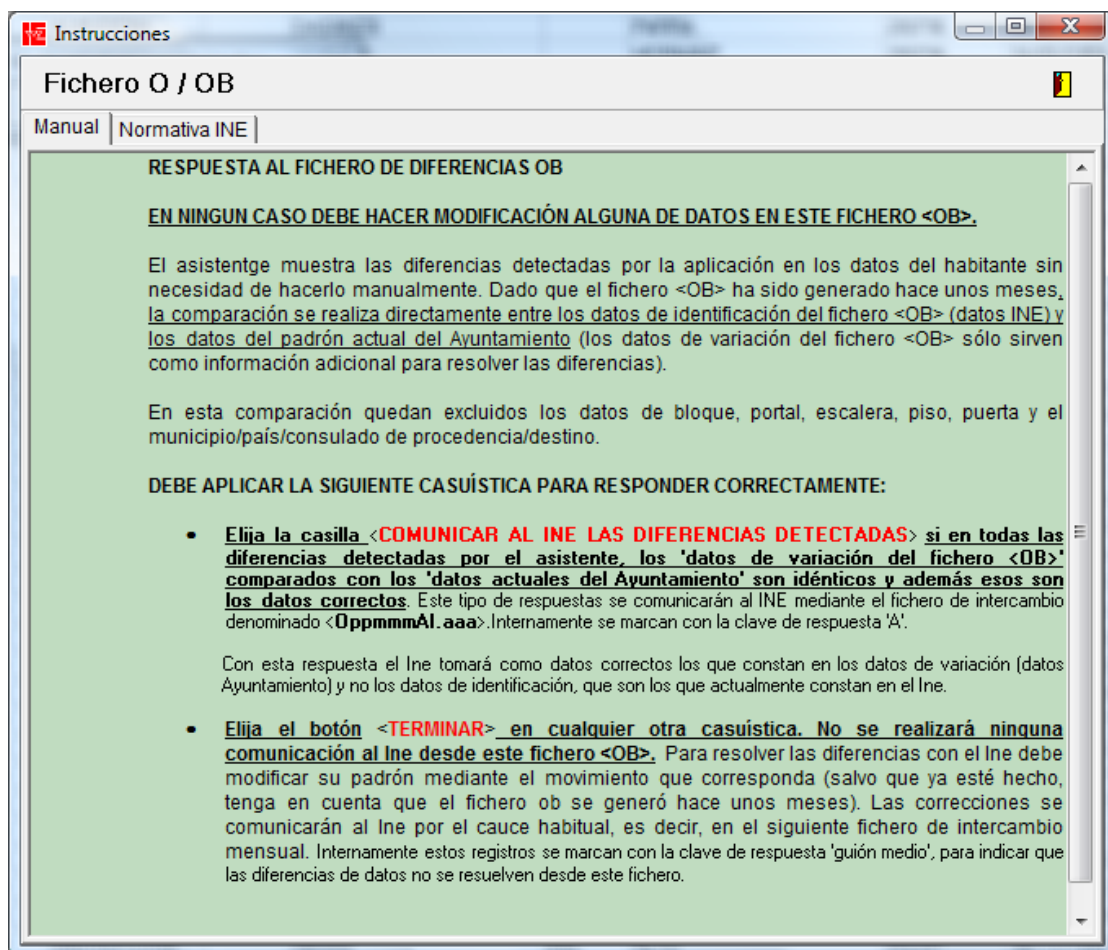 Instrucciones
Fichero O / OB
Manual
Normativa INE
RESPUESTA AL FICHERO DE DIFERENCIAS OB
EN NINGUN CASO DEBE HACER MODIFICACIÓN ALGUNA DE DATOS EN ESTE FICHERO <OB>.
El asistentge muestra las diferencias detectadas por la aplicación en los datos del habitante sin
necesidad de hacerlo manualmente. Dado que el fichero <OB> ha sido generado hace unos meses,
la comparación se realiza directamente entre los datos de identificación del fichero <OB> (datos INE) y
los datos del padrón actual del Ayuntamiento (los datos de variación del fichero <OB> sólo sirven
como información adicional para resolver las diferencias).
En esta comparación quedan excluidos los datos de bloque, portal, escalera, piso, puerta y el
municipio/país/consulado de procedencia/destino.
DEBE APLICAR LA SIGUIENTE CASUÍSTICA PARA RESPONDER CORRECTAMENTE:
• Elija la casilla <COMUNICAR AL INE LAS DIFERENCIAS DETECTADAS> si en todas las
diferencias detectadas por el asistente, los 'datos de variación del fichero <OB>'
comparados con los 'datos actuales del Ayuntamiento' son idénticos y además esos son
los datos correctos. Este tipo de respuestas se comunicarán al INE mediante el fichero de intercambio
denominado <OppmmmAI.aaa>.Internamente se marcan con la clave de respuesta 'A'.
Con esta respuesta el Ine tomará como datos correctos los que constan en los datos de variación (datos
Ayuntamiento) y no los datos de identificación, que son los que actualmente constan en el Ine.
• Elija el botón <TERMINAR> en cualquier otra casuística. No se realizará ninguna
comunicación al Ine desde este fichero <OB>. Para resolver las diferencias con el Ine debe
modificar su padrón mediante el movimiento que corresponda (salvo que ya esté hecho,
tenga en cuenta que el fichero ob se generó hace unos meses). Las correcciones se
comunicarán al Ine por el cauce habitual, es decir, en el siguiente fichero de intercambio
mensual. Internamente estos registros se marcan con la clave de respuesta 'guión medio', para indicar que
las diferencias de datos no se resuelven desde este fichero.